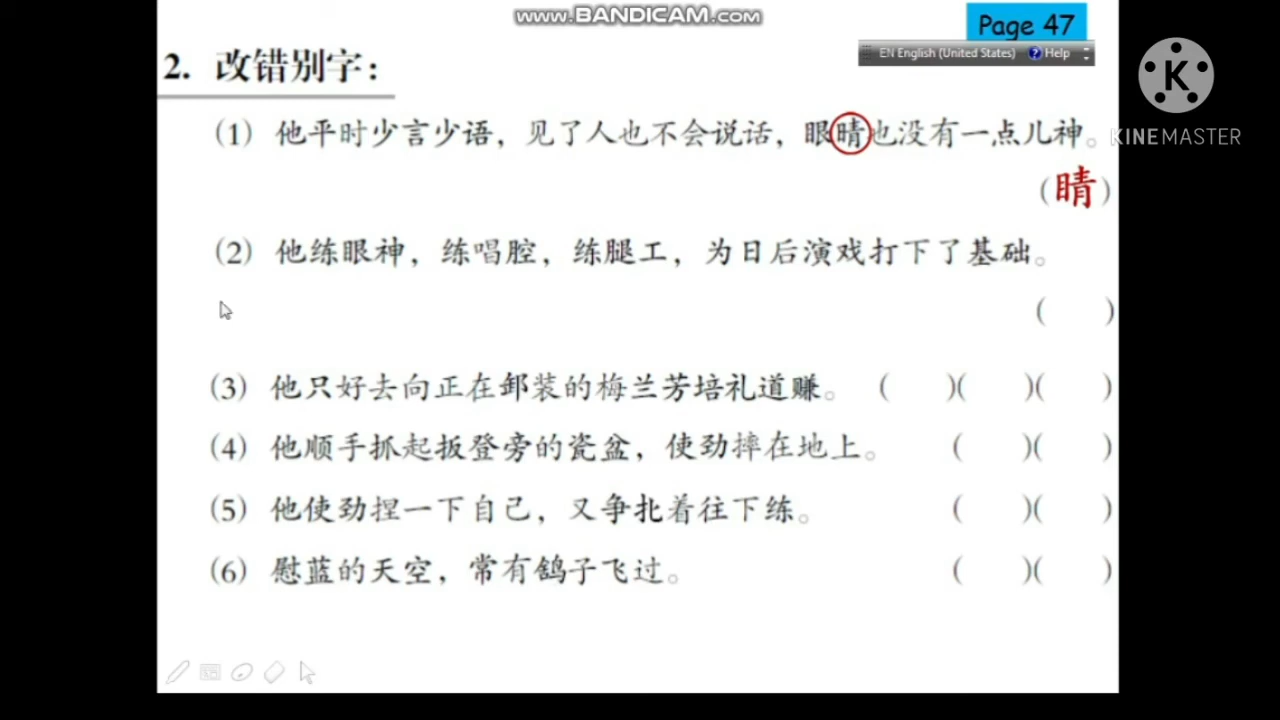 www.BANDICAM.com
Page 47
EN English (United States) Help
K
KINEMASTER
2. 改错别字：
(1) 他平时少言少语，见了人也不会说话，眼晴也没有一点儿神。
(睛)
(2) 他练眼神，练唱腔，练腿工，为日后演戏打下了基础。
( )
(3) 他只好去向正在卸装的梅兰芳培礼道赚。 ( )( )( )
(4) 他顺手抓起扳登旁的瓷盆，使劲摔在地上。 ( )( )
(5) 他使劲捏一下自己，又争扎着往下练。 ( )( )
(6) 慰蓝的天空，常有鸽子飞过。 ( )( )